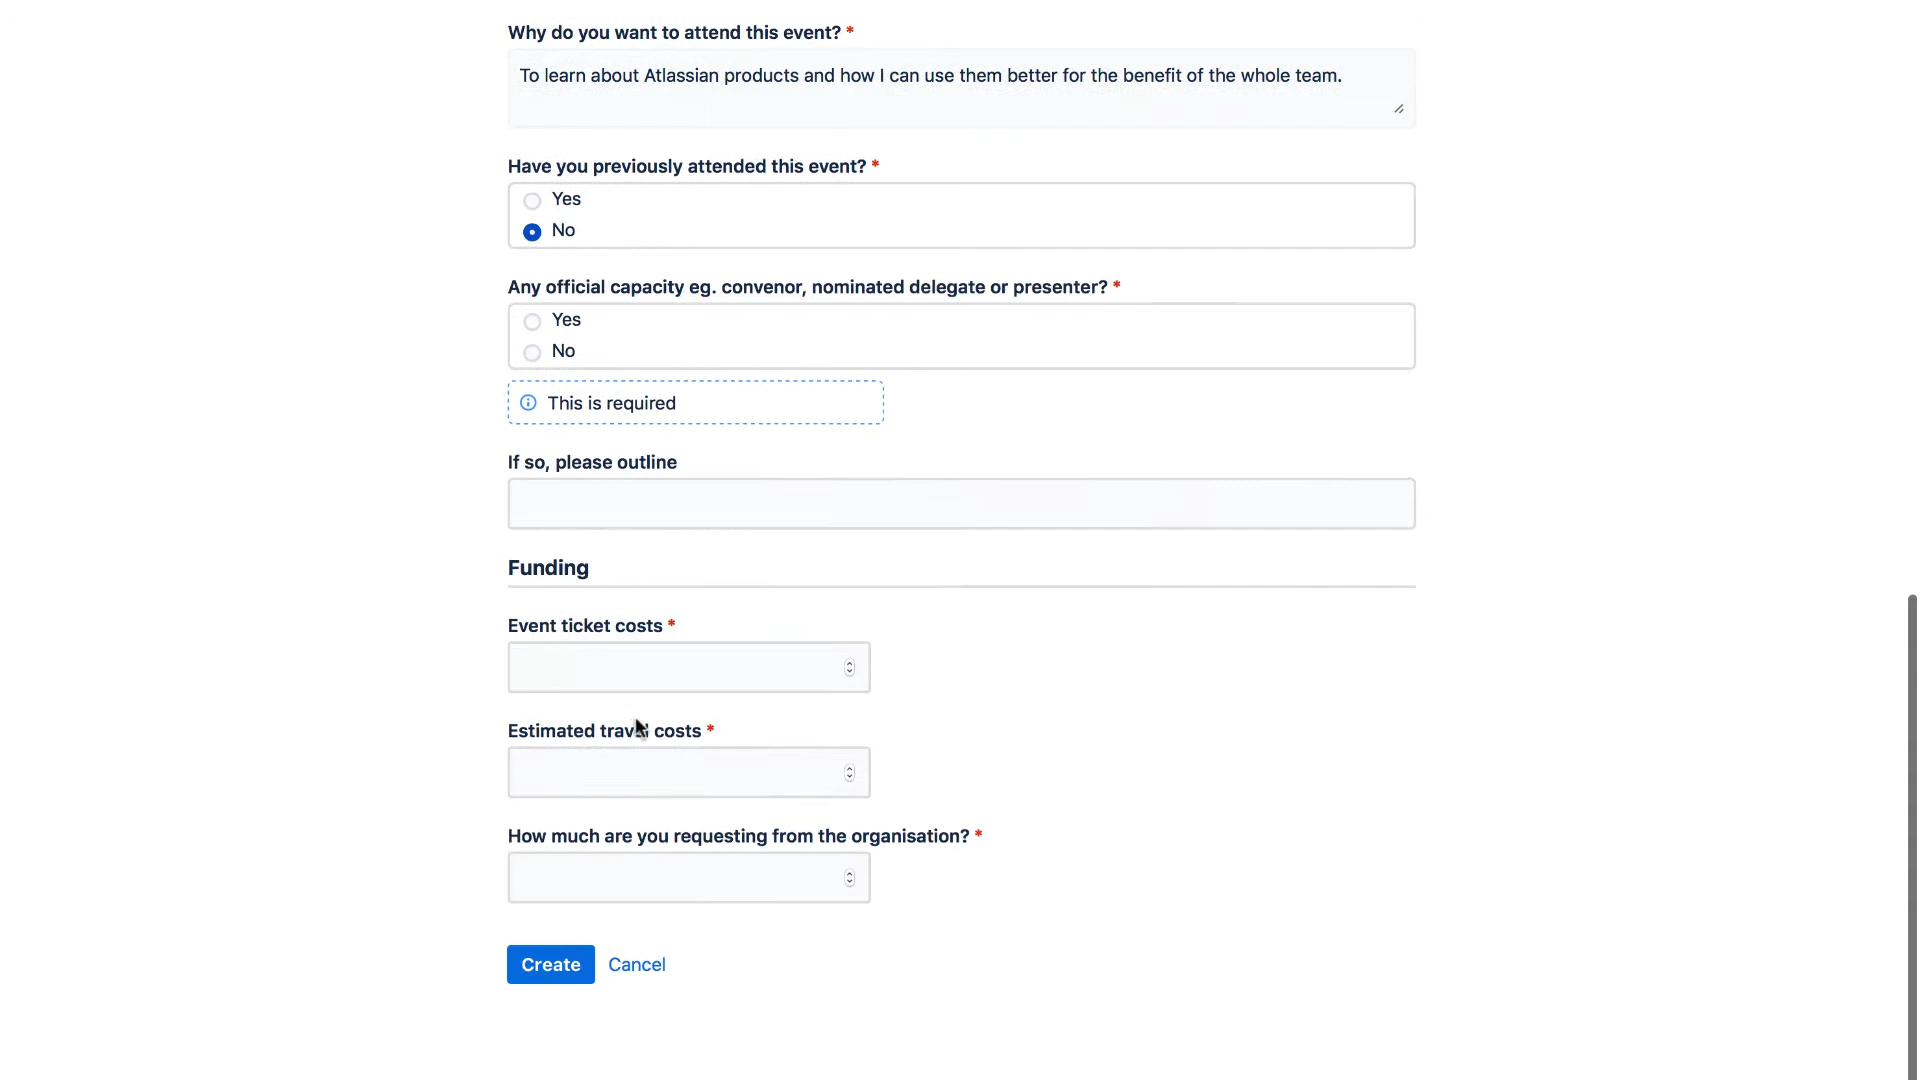 Why do you want to attend this event? *
To learn about Atlassian products and how I can use them better for the benefit of the whole team.
Have you previously attended this event? *
Yes
No
Any official capacity eg. convenor, nominated delegate or presenter? *
Yes
No
This is required
If so, please outline
Funding
Event ticket costs *
Estimated travel costs *
How much are you requesting from the organisation? *
Create Cancel